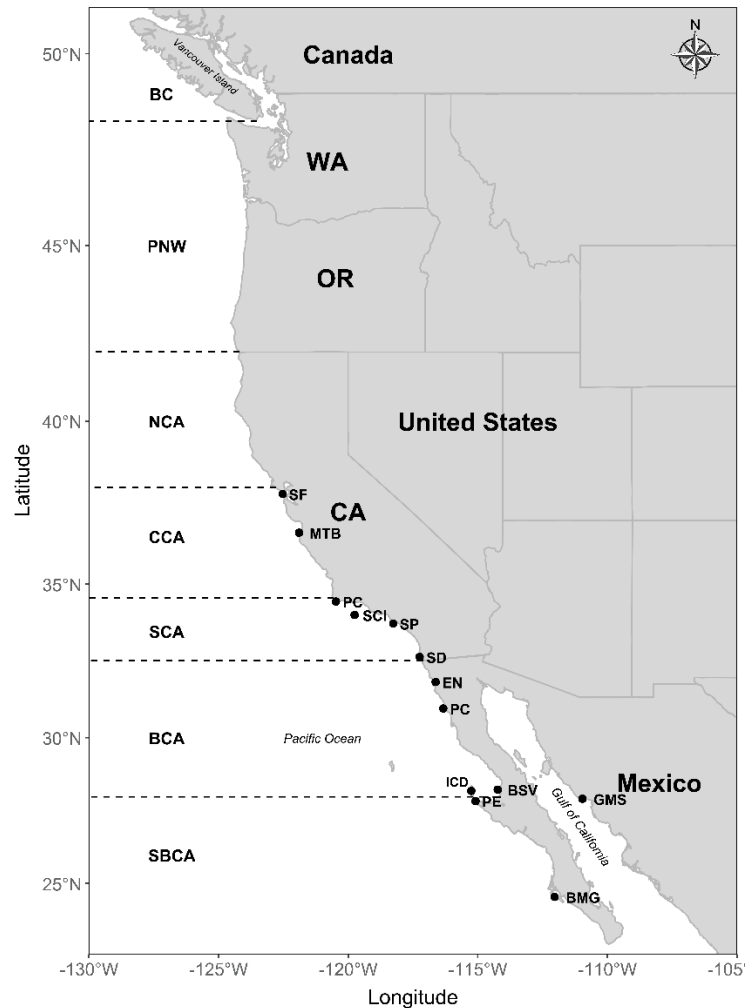 N
50°N
Vancouver Island
Canada
BC
WA
45°N
PNW
OR
40°N
NCA
United States
SF
CCA
MTB
CA
35°N
PC
SCI
SP
SCA
SD
EN
PC
30°N
BCA
Pacific Ocean
ICD
BSV
PE
Mexico
GMS
Gulf of California
SBCA
25°N
BMG
-130°W
-125°W
-120°W
-115°W
-110°W
-105°W
Latitude
Longitude